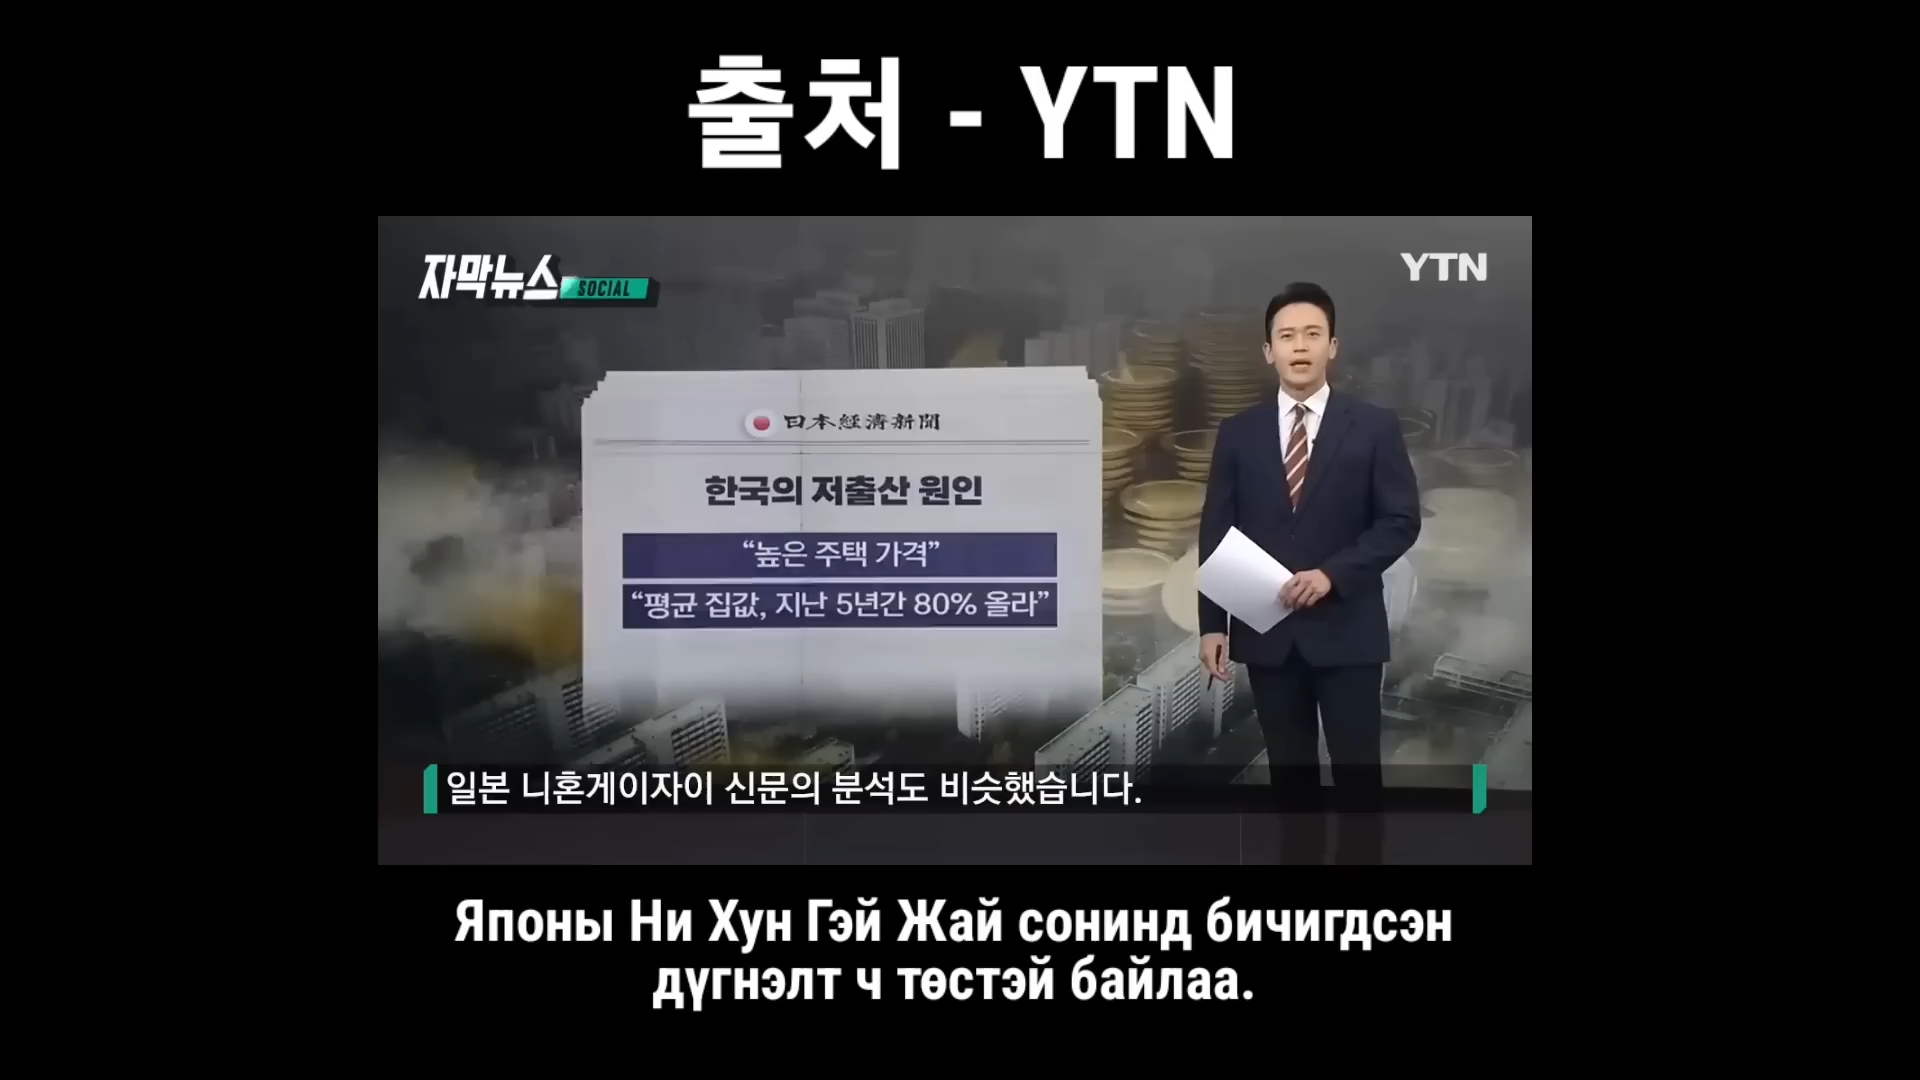 출처 - YTN
자막뉴스 SOCIAL
YTN
日本経済新聞
한국의 저출산 원인
“높은 주택 가격”
“평균 집값, 지난 5년간 80% 올라”
일본 니혼게이자이 신문의 분석도 비슷했습니다.
Японы Ни Хун Гэй Жай сонинд бичигдсэн
дүгнэлт ч төстэй байлаа.